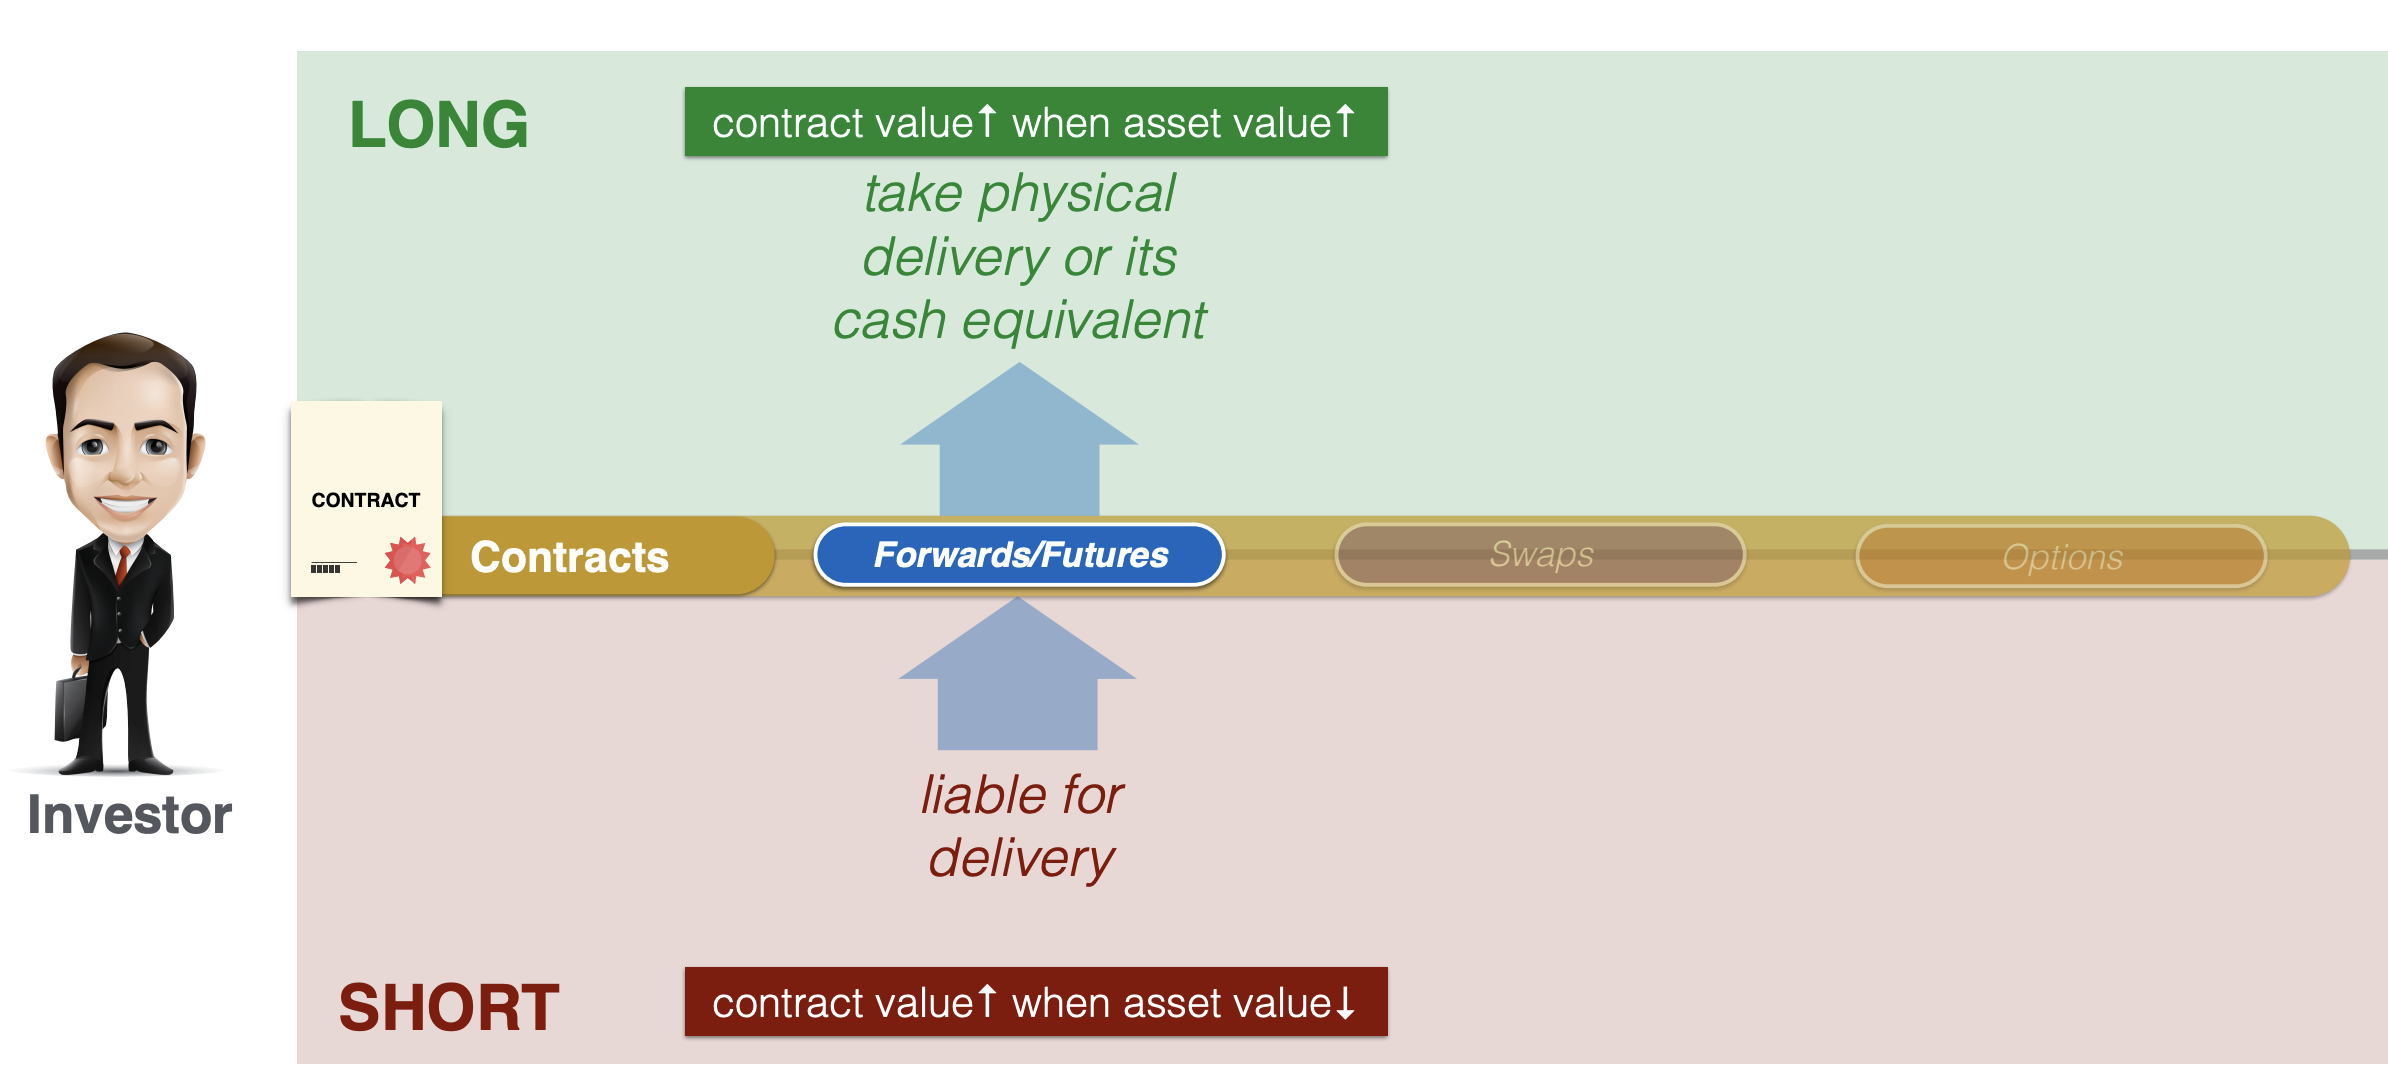 LONG
contract value↑ when asset value↑
take physical
delivery or its
cash equivalent
CONTRACT
Contracts
Forwards/Futures
Swaps
Options
Investor
liable for
delivery
SHORT
contract value↑ when asset value↓